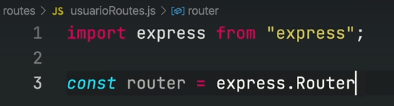 routes > JS usuarioRoutes.js > router
1 import express from "express";
2
3 const router = express.Router